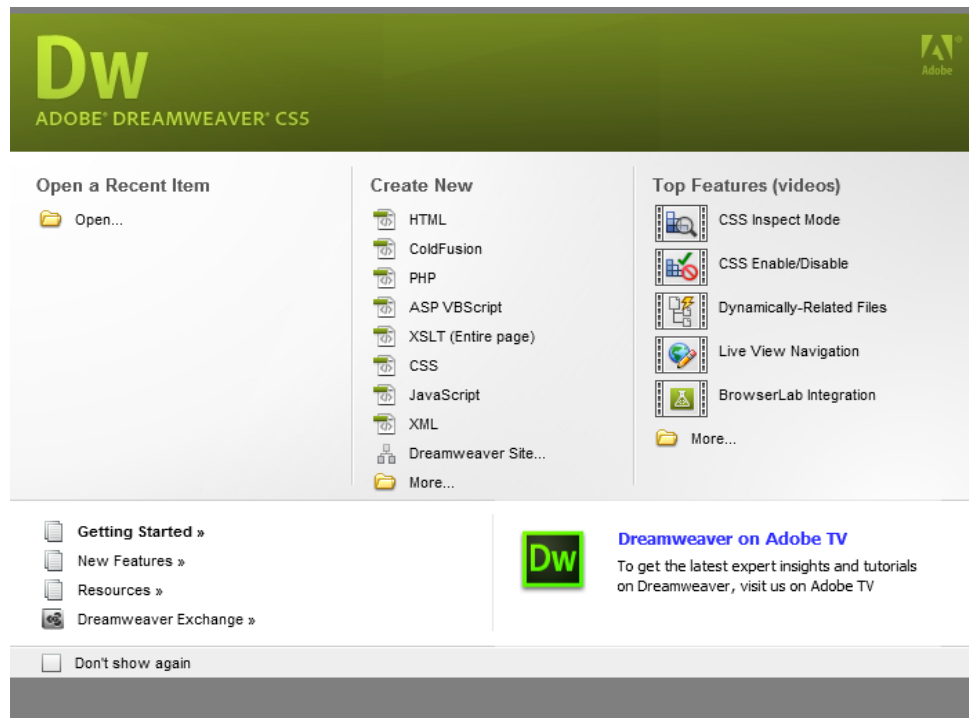 Dw
Adobe
ADOBE® DREAMWEAVER® CS5
Open a Recent Item
Open...
Create New
HTML
ColdFusion
PHP
ASP VBScript
XSLT (Entire page)
CSS
JavaScript
XML
Dreamweaver Site...
More...
Top Features (videos)
CSS Inspect Mode
CSS Enable/Disable
Dynamically-Related Files
Live View Navigation
BrowserLab Integration
More...
Getting Started »
New Features »
Resources »
Dreamweaver Exchange »
Dw
Dreamweaver on Adobe TV
To get the latest expert insights and tutorials
on Dreamweaver, visit us on Adobe TV
Don't show again